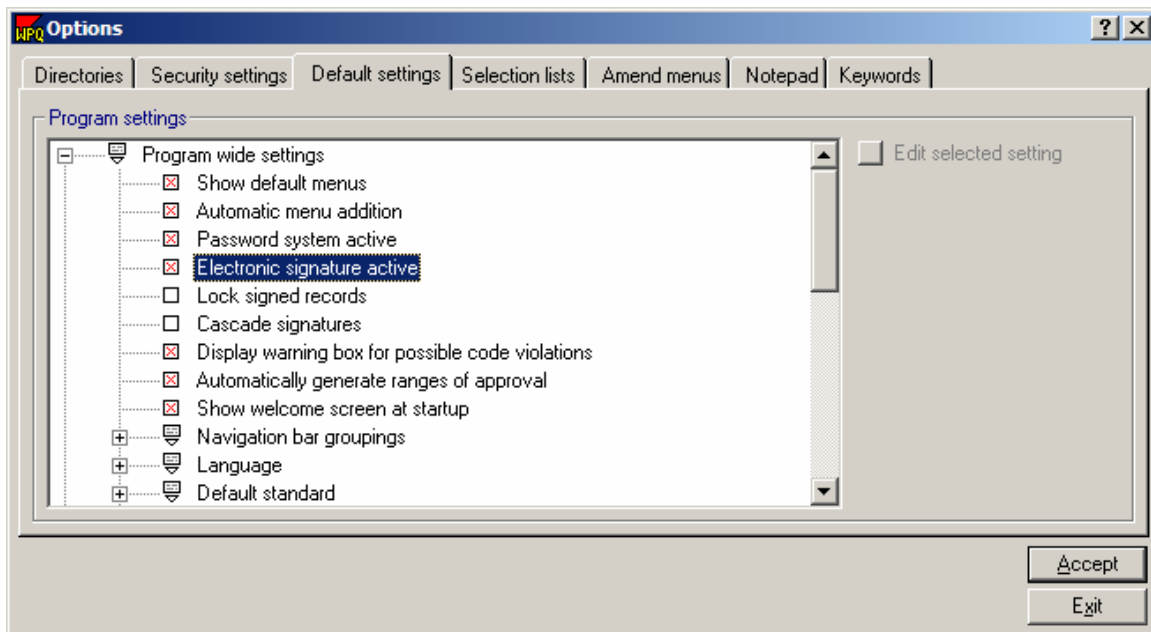 WPQ Options
Directories Security settings Default settings Selection lists Amend menus Notepad Keywords
Program settings
Program wide settings Edit selected setting
Show default menus
Automatic menu addition
Password system active
Electronic signature active
Lock signed records
Cascade signatures
Display warning box for possible code violations
Automatically generate ranges of approval
Show welcome screen at startup
Navigation bar groupings
Language
Default standard
Accept
Exit